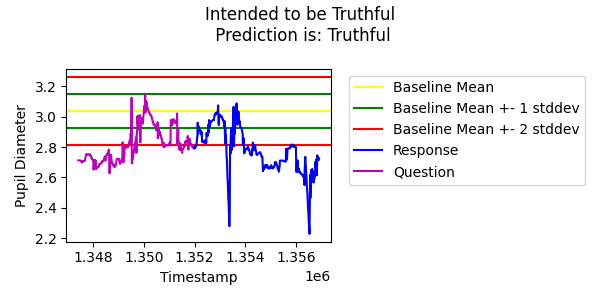 Intended to be Truthful
Prediction is: Truthful
3.2
3.0
2.8
2.6
2.4
2.2
Pupil Diameter
1.348 1.350 1.352 1.354 1.356
Timestamp
1e6
Baseline Mean
Baseline Mean +- 1 stddev
Baseline Mean +- 2 stddev
Response
Question